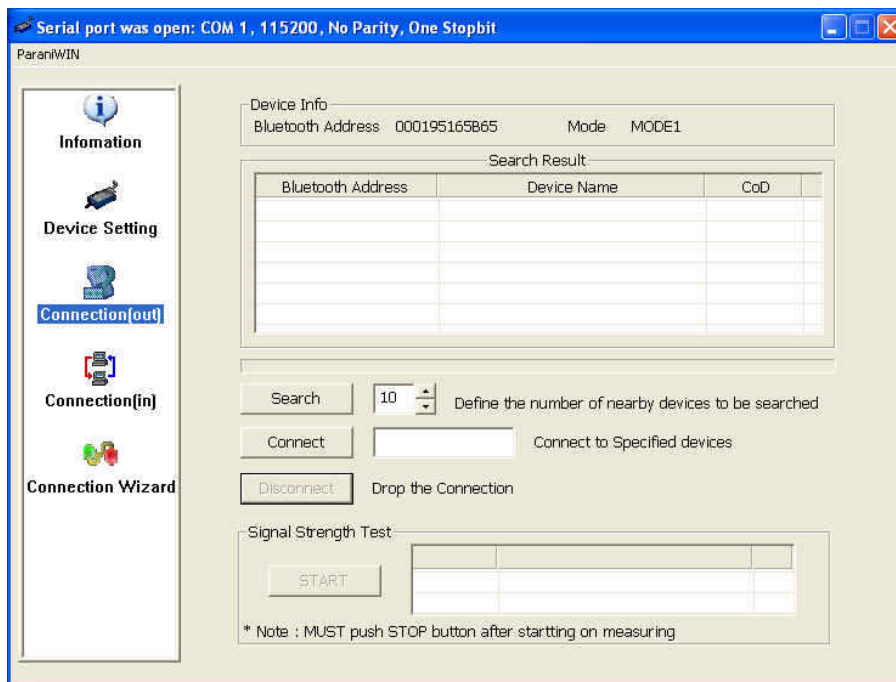 Serial port was open: COM 1, 115200, No Parity, One Stopbit
ParaniWIN
Infomation
Device Setting
Connection(out)
Connection(in)
Connection Wizard
Device Info
Bluetooth Address 000195165B65 Mode MODE1
Search Result
Bluetooth Address Device Name CoD
Search 10 Define the number of nearby devices to be searched
Connect Connect to Specified devices
Disconnect Drop the Connection
Signal Strength Test
START
* Note : MUST push STOP button after startting on measuring